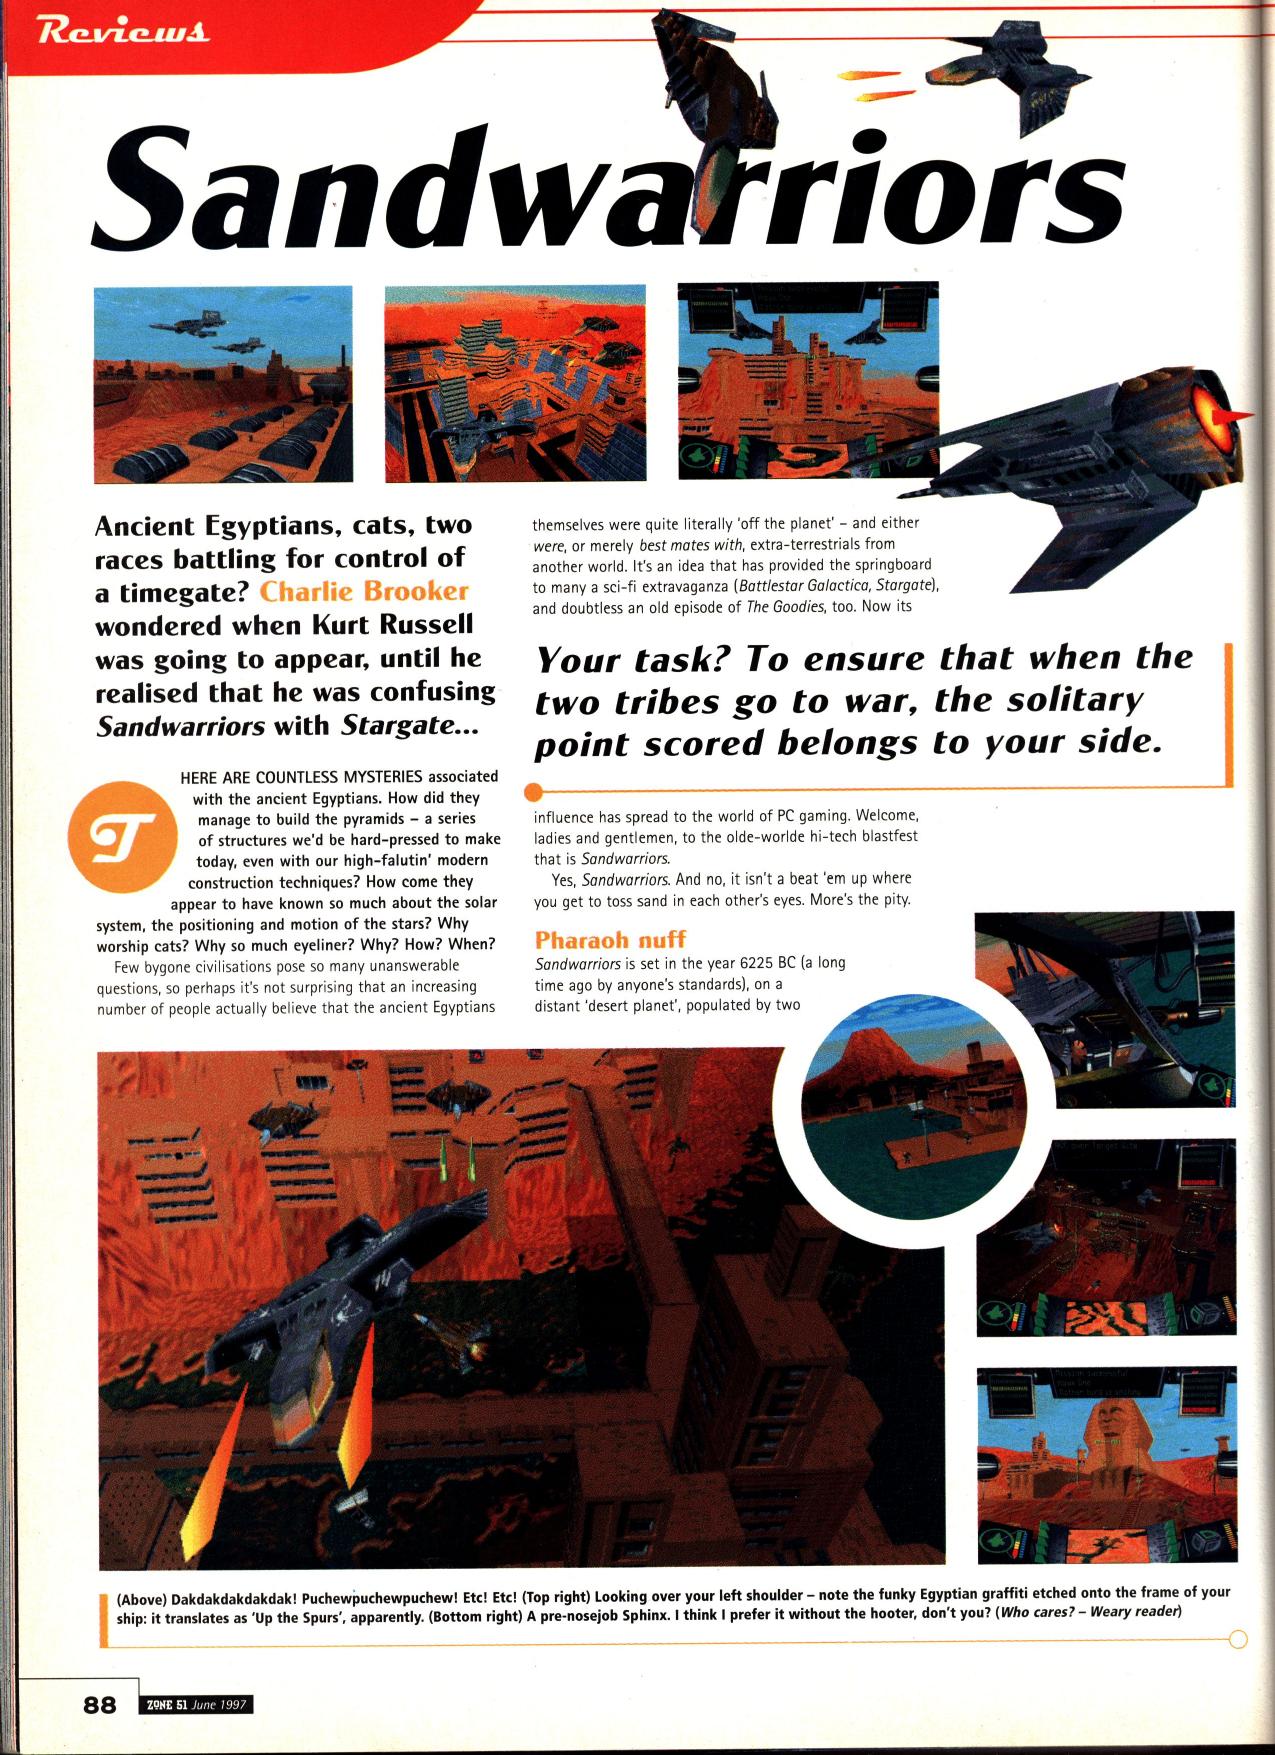 Reviews
Sandwarriors
Ancient Egyptians, cats, two
races battling for control of
a timegate? Charlie Brooker
wondered when Kurt Russell
was going to appear, until he
realised that he was confusing
Sandwarriors with Stargate...
THERE ARE COUNTLESS MYSTERIES associated
with the ancient Egyptians. How did they
manage to build the pyramids – a series
of structures we'd be hard-pressed to make
today, even with our high-falutin' modern
construction techniques? How come they
appear to have known so much about the solar
system, the positioning and motion of the stars? Why
worship cats? Why so much eyeliner? Why? How? When?
Few bygone civilisations pose so many unanswerable
questions, so perhaps it's not surprising that an increasing
number of people actually believe that the ancient Egyptians
themselves were quite literally 'off the planet' – and either
were, or merely best mates with, extra-terrestrials from
another world. It's an idea that has provided the springboard
to many a sci-fi extravaganza (Battlestar Galactica, Stargate),
and doubtless an old episode of The Goodies, too. Now its
Your task? To ensure that when the
two tribes go to war, the solitary
point scored belongs to your side.
influence has spread to the world of PC gaming. Welcome,
ladies and gentlemen, to the olde-worlde hi-tech blastfest
that is Sandwarriors.
Yes, Sandwarriors. And no, it isn't a beat 'em up where
you get to toss sand in each other's eyes. More's the pity.
Pharaoh nuff
Sandwarriors is set in the year 6225 BC (a long
time ago by anyone's standards), on a
distant 'desert planet', populated by two
(Above) Dakdakdakdakdak! Puchewpuchewpuchew! Etc! Etc! (Top right) Looking over your left shoulder – note the funky Egyptian graffiti etched onto the frame of your
ship: it translates as 'Up the Spurs', apparently. (Bottom right) A pre-nosejob Sphinx. I think I prefer it without the hooter, don't you? (Who cares? – Weary reader)
88 ZONE 51 June 1997